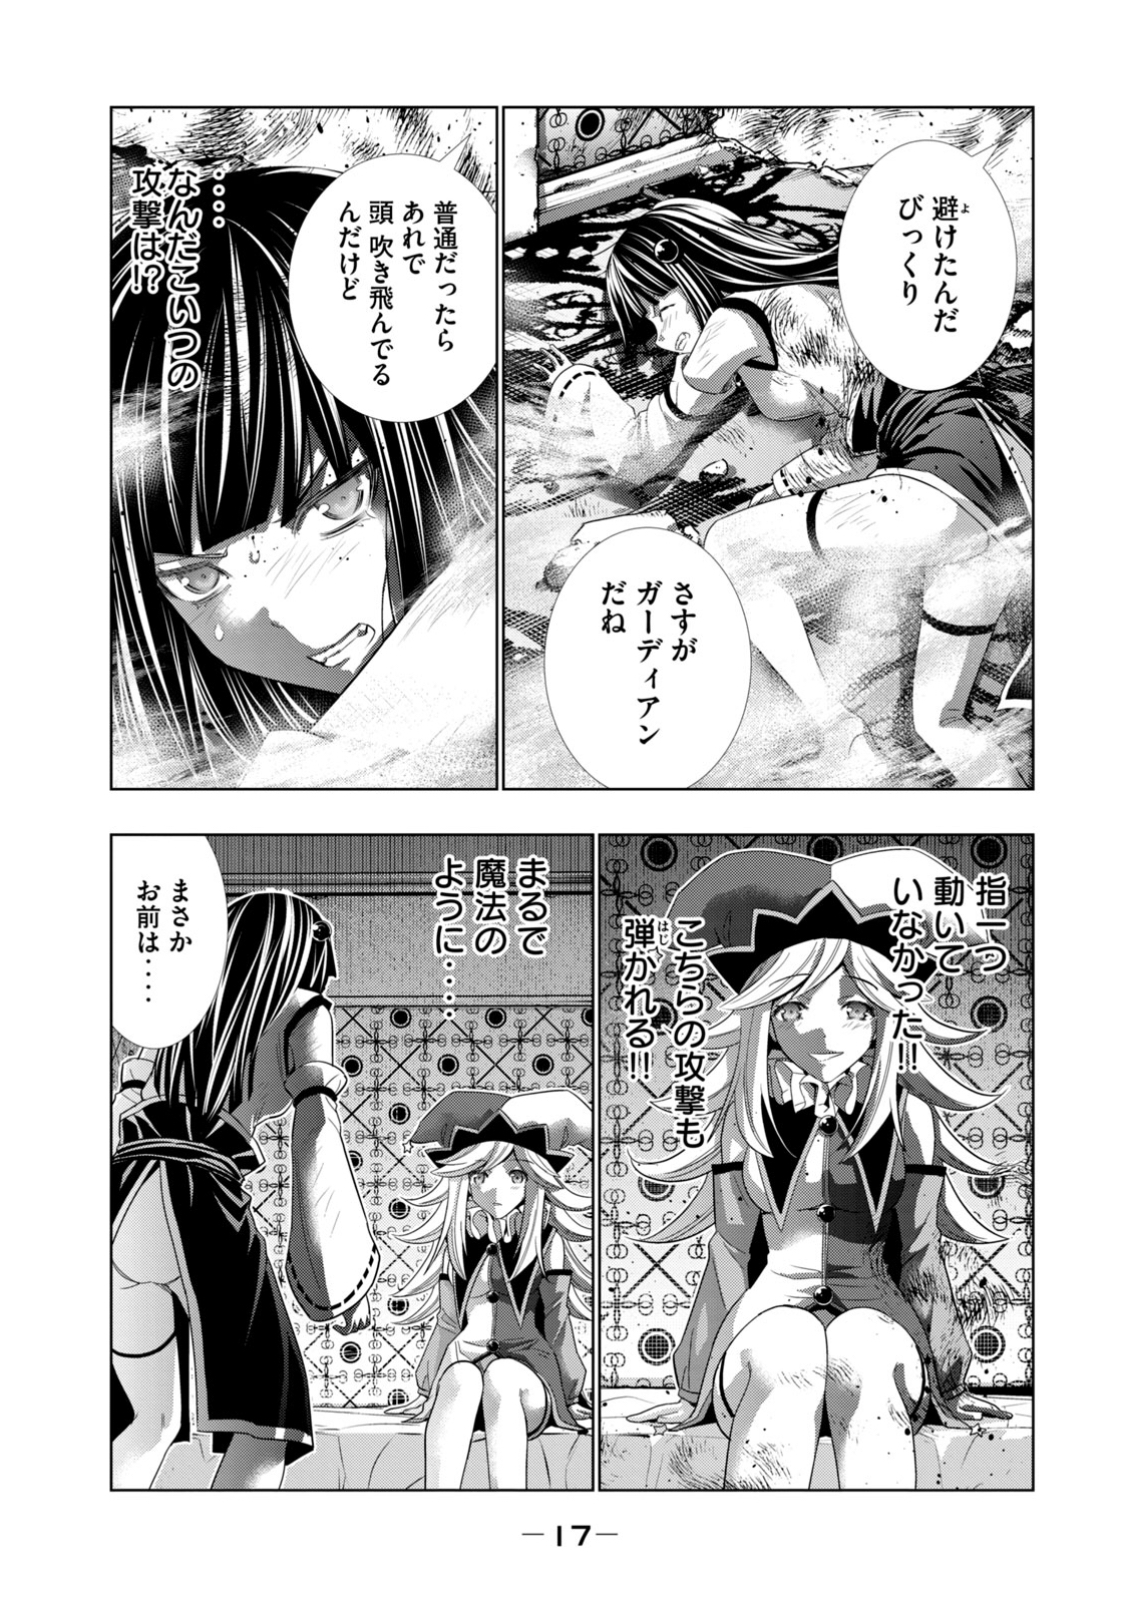 避けたんだ
びっくり
さすが
ガーディアン
だね
普通だったら
あれで
頭 吹き飛んでる
んだけど
‥‥
なんだこいつの
攻撃は!?
指一つ
動いて
いなかった!!
こちらの攻撃も
弾かれる!!
まるで
魔法の
ように‥‥
まさか
お前は‥‥
—17—